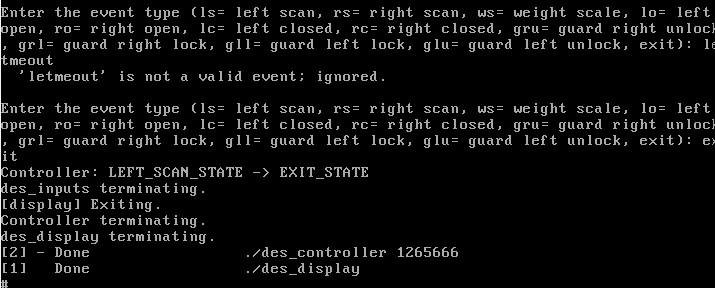 Enter the event type (ls= left scan, rs= right scan, ws= weight scale, lo= left
open, ro= right open, lc= left closed, rc= right closed, gru= guard right unlock
, grl= guard right lock, gll= guard left lock, glu= guard left unlock, exit): le
tmeout
  'letmeout' is not a valid event; ignored.

Enter the event type (ls= left scan, rs= right scan, ws= weight scale, lo= left
open, ro= right open, lc= left closed, rc= right closed, gru= guard right unlock
, grl= guard right lock, gll= guard left lock, glu= guard left unlock, exit): ex
it
Controller: LEFT_SCAN_STATE -> EXIT_STATE
des_inputs terminating.
[display] Exiting.
Controller terminating.
des_display terminating.
[2] - Done                 ./des_controller 1265666
[1]   Done                 ./des_display
#